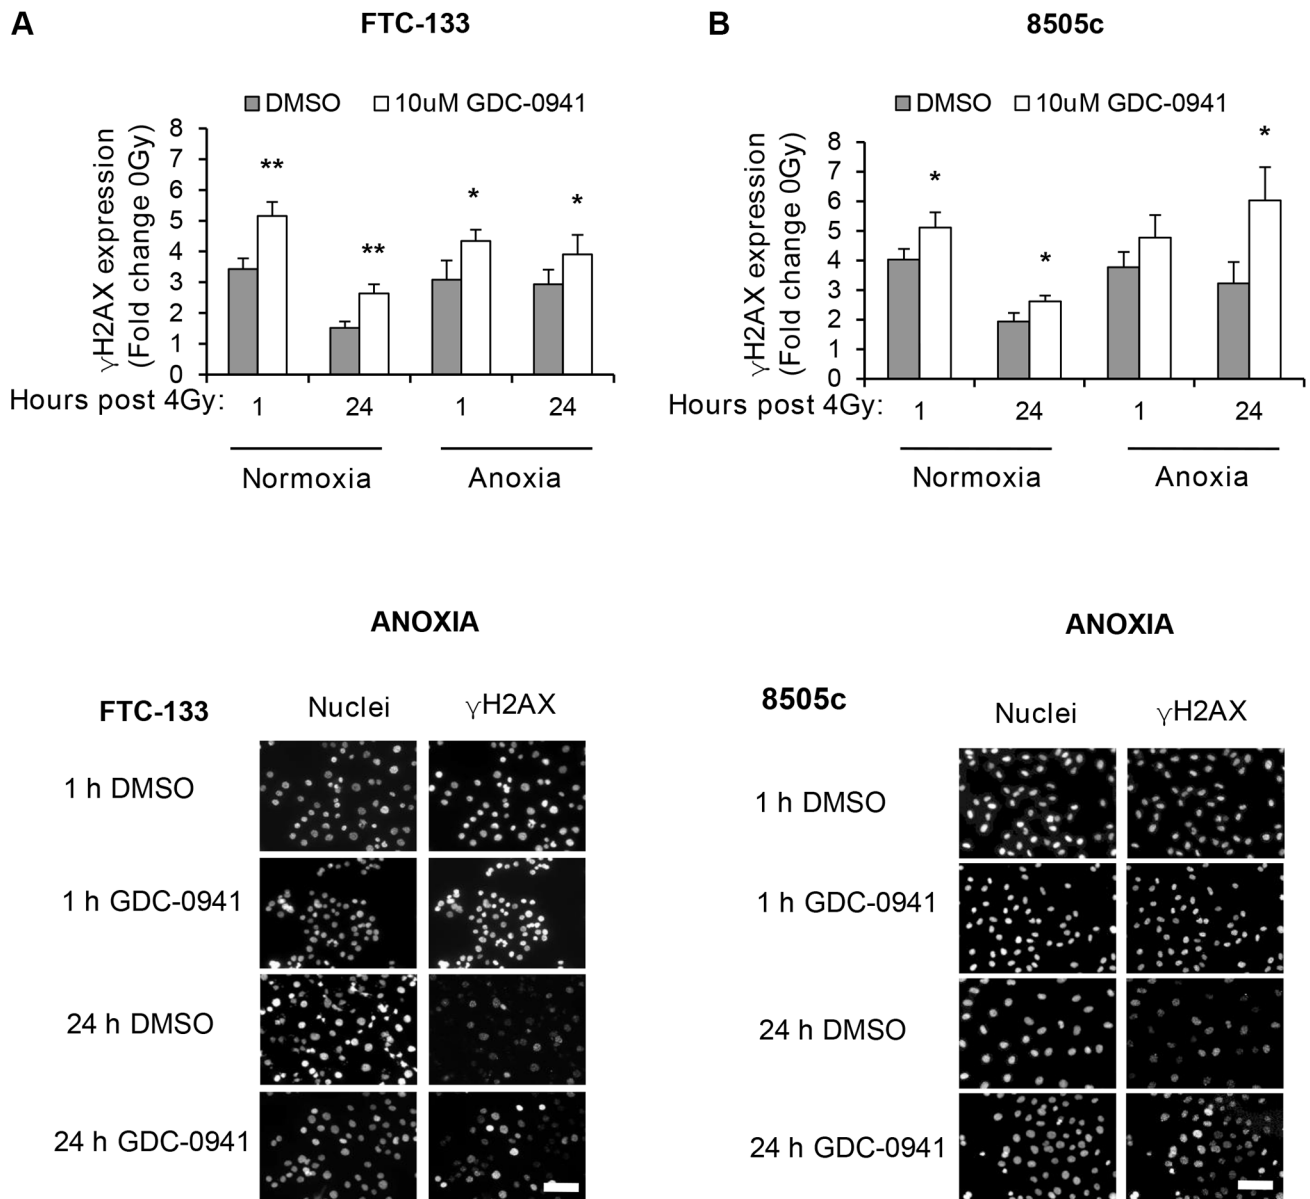 A
FTC-133
DMSO 10uM GDC-0941
γH2AX expression
(Fold change 0Gy)
8
7
6
5
4
3
2
1
0
** ** * *
Hours post 4Gy: 1 24 1 24
Normoxia Anoxia
B
8505c
DMSO 10uM GDC-0941
γH2AX expression
(Fold change 0Gy)
8
7
6
5
4
3
2
1
0
* * *
Hours post 4Gy: 1 24 1 24
Normoxia Anoxia
ANOXIA
FTC-133 Nuclei γH2AX
1 h DMSO
1 h GDC-0941
24 h DMSO
24 h GDC-0941
ANOXIA
8505c Nuclei γH2AX
1 h DMSO
1 h GDC-0941
24 h DMSO
24 h GDC-0941